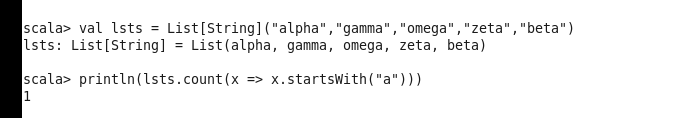 scala> val lsts = List[String]("alpha","gamma","omega","zeta","beta")
lsts: List[String] = List(alpha, gamma, omega, zeta, beta)
scala> println(lsts.count(x => x.startsWith("a")))
1